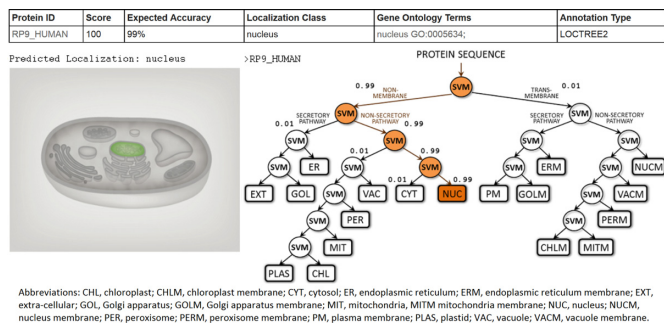 Protein ID Score Expected Accuracy Localization Class Gene Ontology Terms Annotation Type
RP9_HUMAN 100 99% nucleus nucleus GO:0005634; LOCTREE2
Predicted Localization: nucleus
>RP9_HUMAN
PROTEIN SEQUENCE
SVM
0.99
0.01
NON-
MEMBRANE
TRANS-
MEMBRANE
SVM
SVM
0.01
SECRETORY
PATHWAY
NON-SECRETORY
PATHWAY
0.99
SECRETORY
PATHWAY
NON-SECRETORY
PATHWAY
SVM
SVM
SVM
SVM
0.01
0.99
SVM
ER
SVM
SVM
SVM
ERM
SVM
NUCM
0.01
0.99
EXT
GOL
SVM
VAC
CYT
NUC
PM
GOLM
SVM
VACM
SVM
PER
SVM
PERM
SVM
MIT
CHLM
MITM
PLAS
CHL
Abbreviations: CHL, chloroplast; CHLM, chloroplast membrane; CYT, cytosol; ER, endoplasmic reticulum; ERM, endoplasmic reticulum membrane; EXT,
extra-cellular; GOL, Golgi apparatus; GOLM, Golgi apparatus membrane; MIT, mitochondria, MITM mitochondria membrane; NUC, nucleus; NUCM,
nucleus membrane; PER, peroxisome; PERM, peroxisome membrane; PM, plasma membrane; PLAS, plastid; VAC, vacuole; VACM, vacuole membrane.